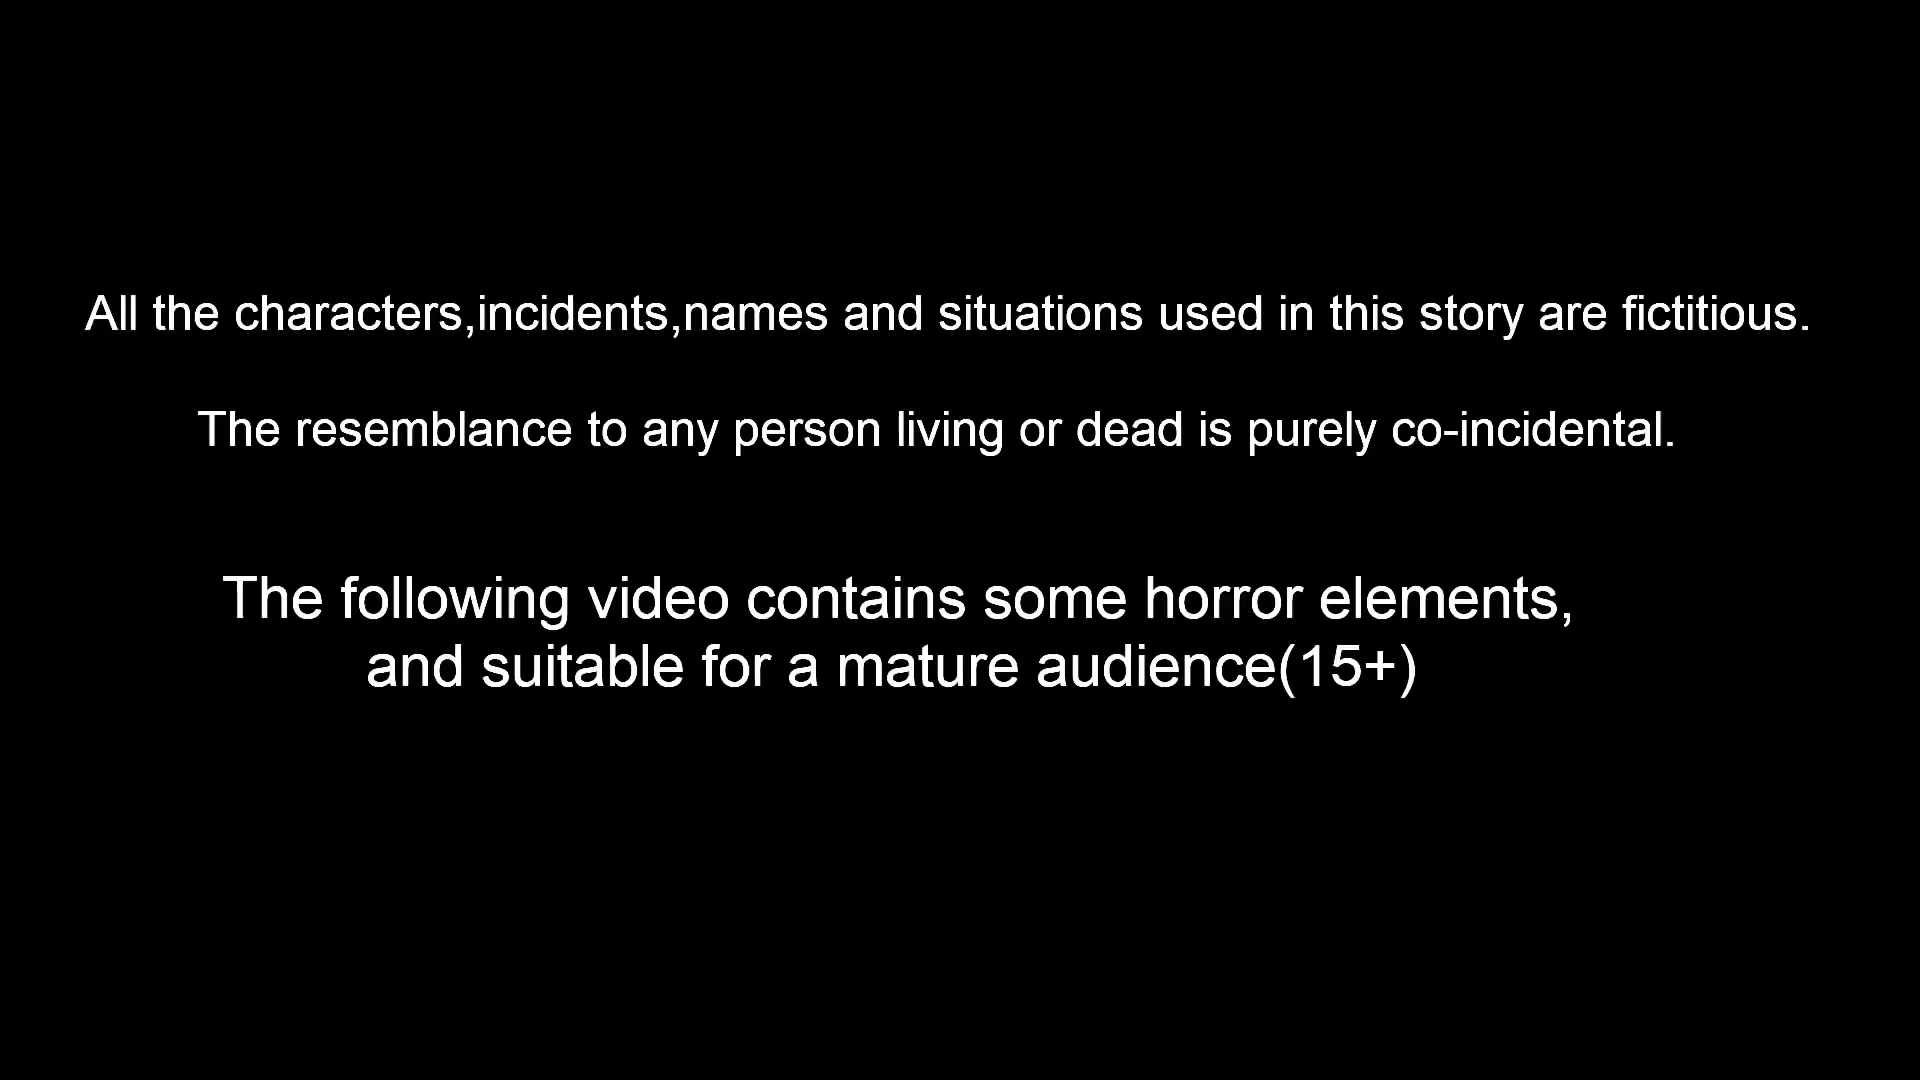 All the characters,incidents,names and situations used in this story are fictitious.
The resemblance to any person living or dead is purely co-incidental.
The following video contains some horror elements,
and suitable for a mature audience(15+)